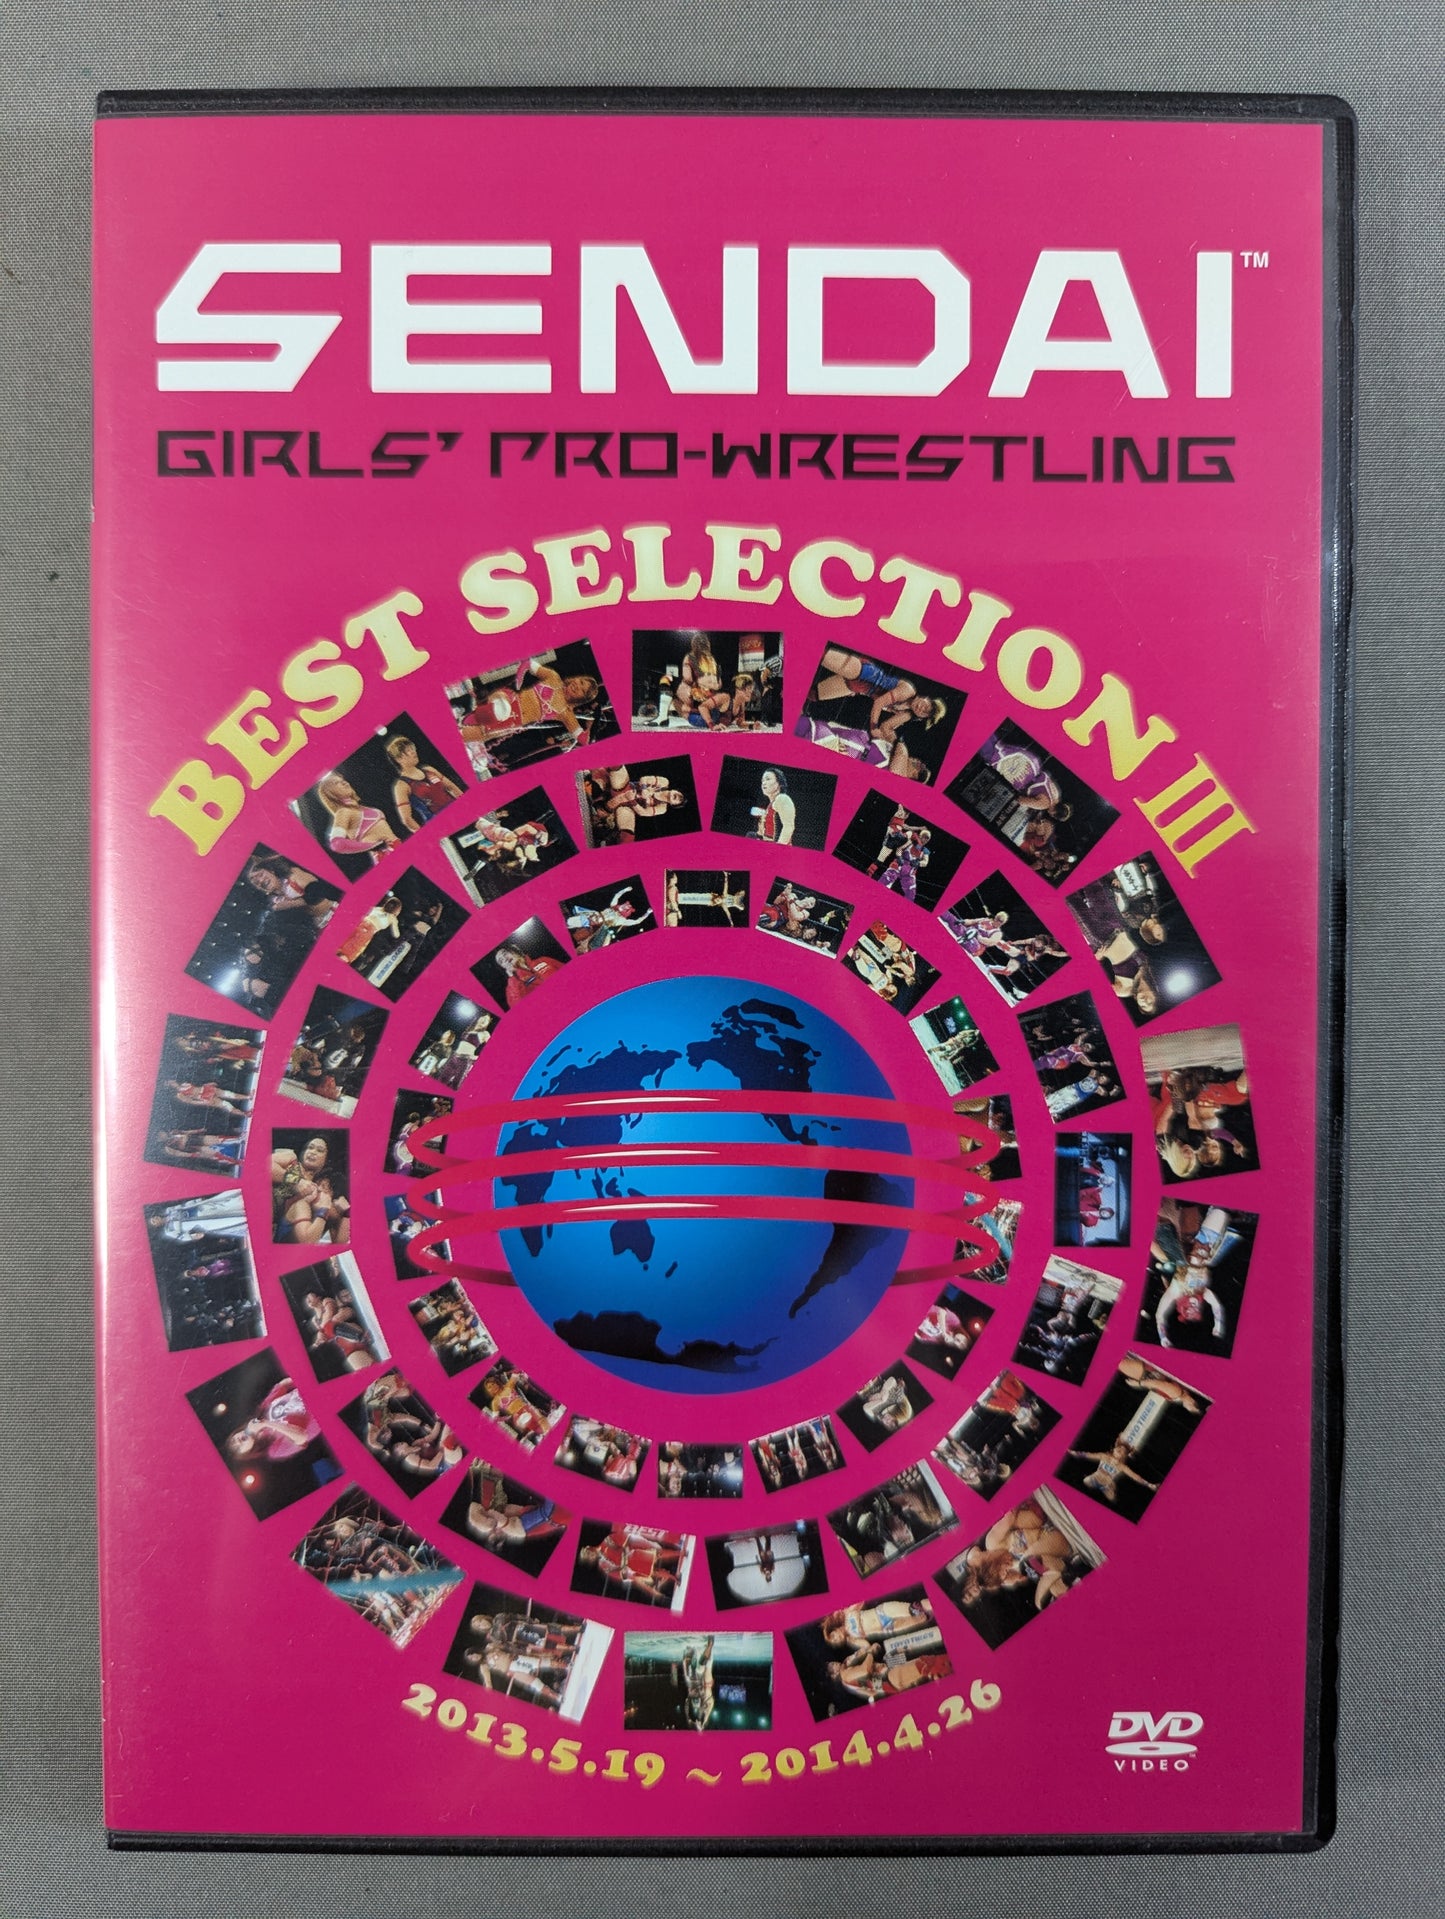 SENDAI™
GIRLS' PRO-WRESTLING
BEST SELECTION III
2013.5.19 ~ 2014.4.26
DVD
VIDEO